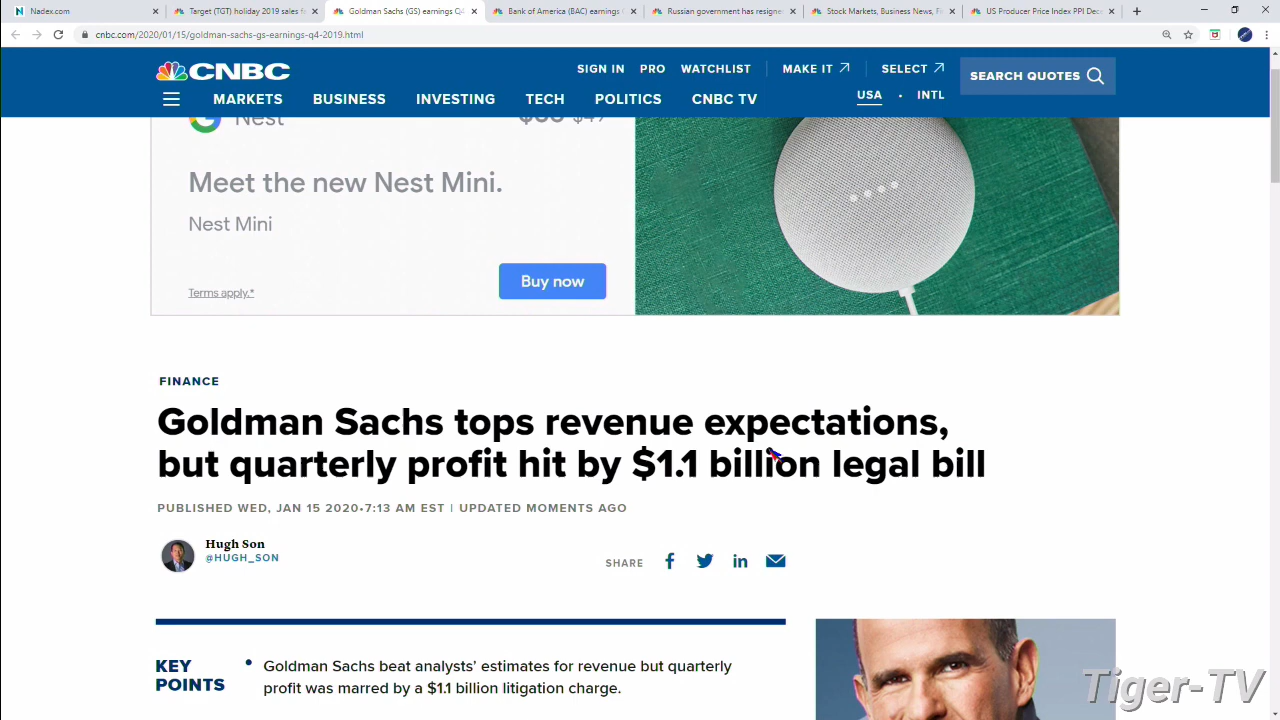 Nadex.com
Target (TGT) holiday 2019 sales f
Goldman Sachs (GS) earnings Q4
Bank of America (BAC) earnings
Russian government has resigne
Stock Markets, Business News, Fi
US Producer Price Index PPI Dec
cnbc.com/2020/01/15/goldman-sachs-gs-earnings-q4-2019.html
CNBC
SIGN IN PRO WATCHLIST MAKE IT SELECT
SEARCH QUOTES
MARKETS BUSINESS INVESTING TECH POLITICS CNBC TV
USA • INTL
Nest
Meet the new Nest Mini.
Nest Mini
Buy now
Terms apply.*
FINANCE
Goldman Sachs tops revenue expectations,
but quarterly profit hit by $1.1 billion legal bill
PUBLISHED WED, JAN 15 2020•7:13 AM EST | UPDATED MOMENTS AGO
Hugh Son
@HUGH_SON
SHARE
KEY
POINTS
• Goldman Sachs beat analysts’ estimates for revenue but quarterly
profit was marred by a $1.1 billion litigation charge.
Tiger-TV